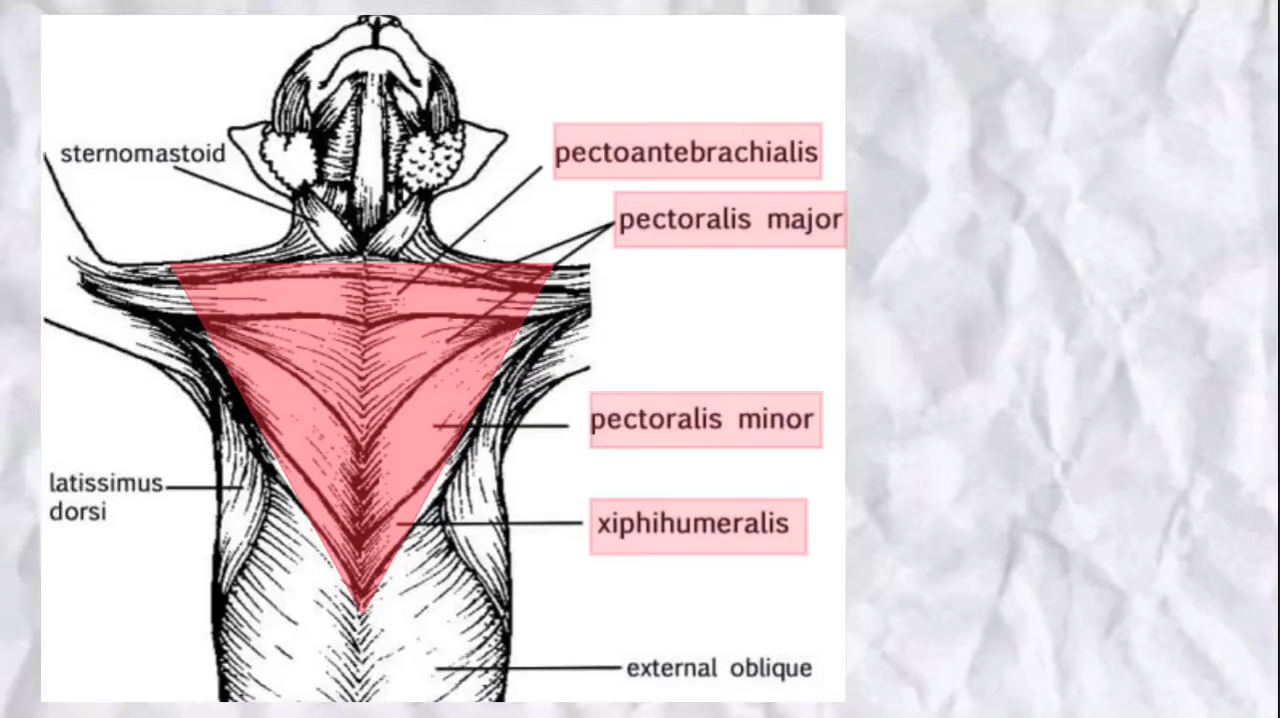 sternomastoid
pectoantebrachialis
pectoralis major
pectoralis minor
latissimus
dorsi
xiphihumeralis
external oblique